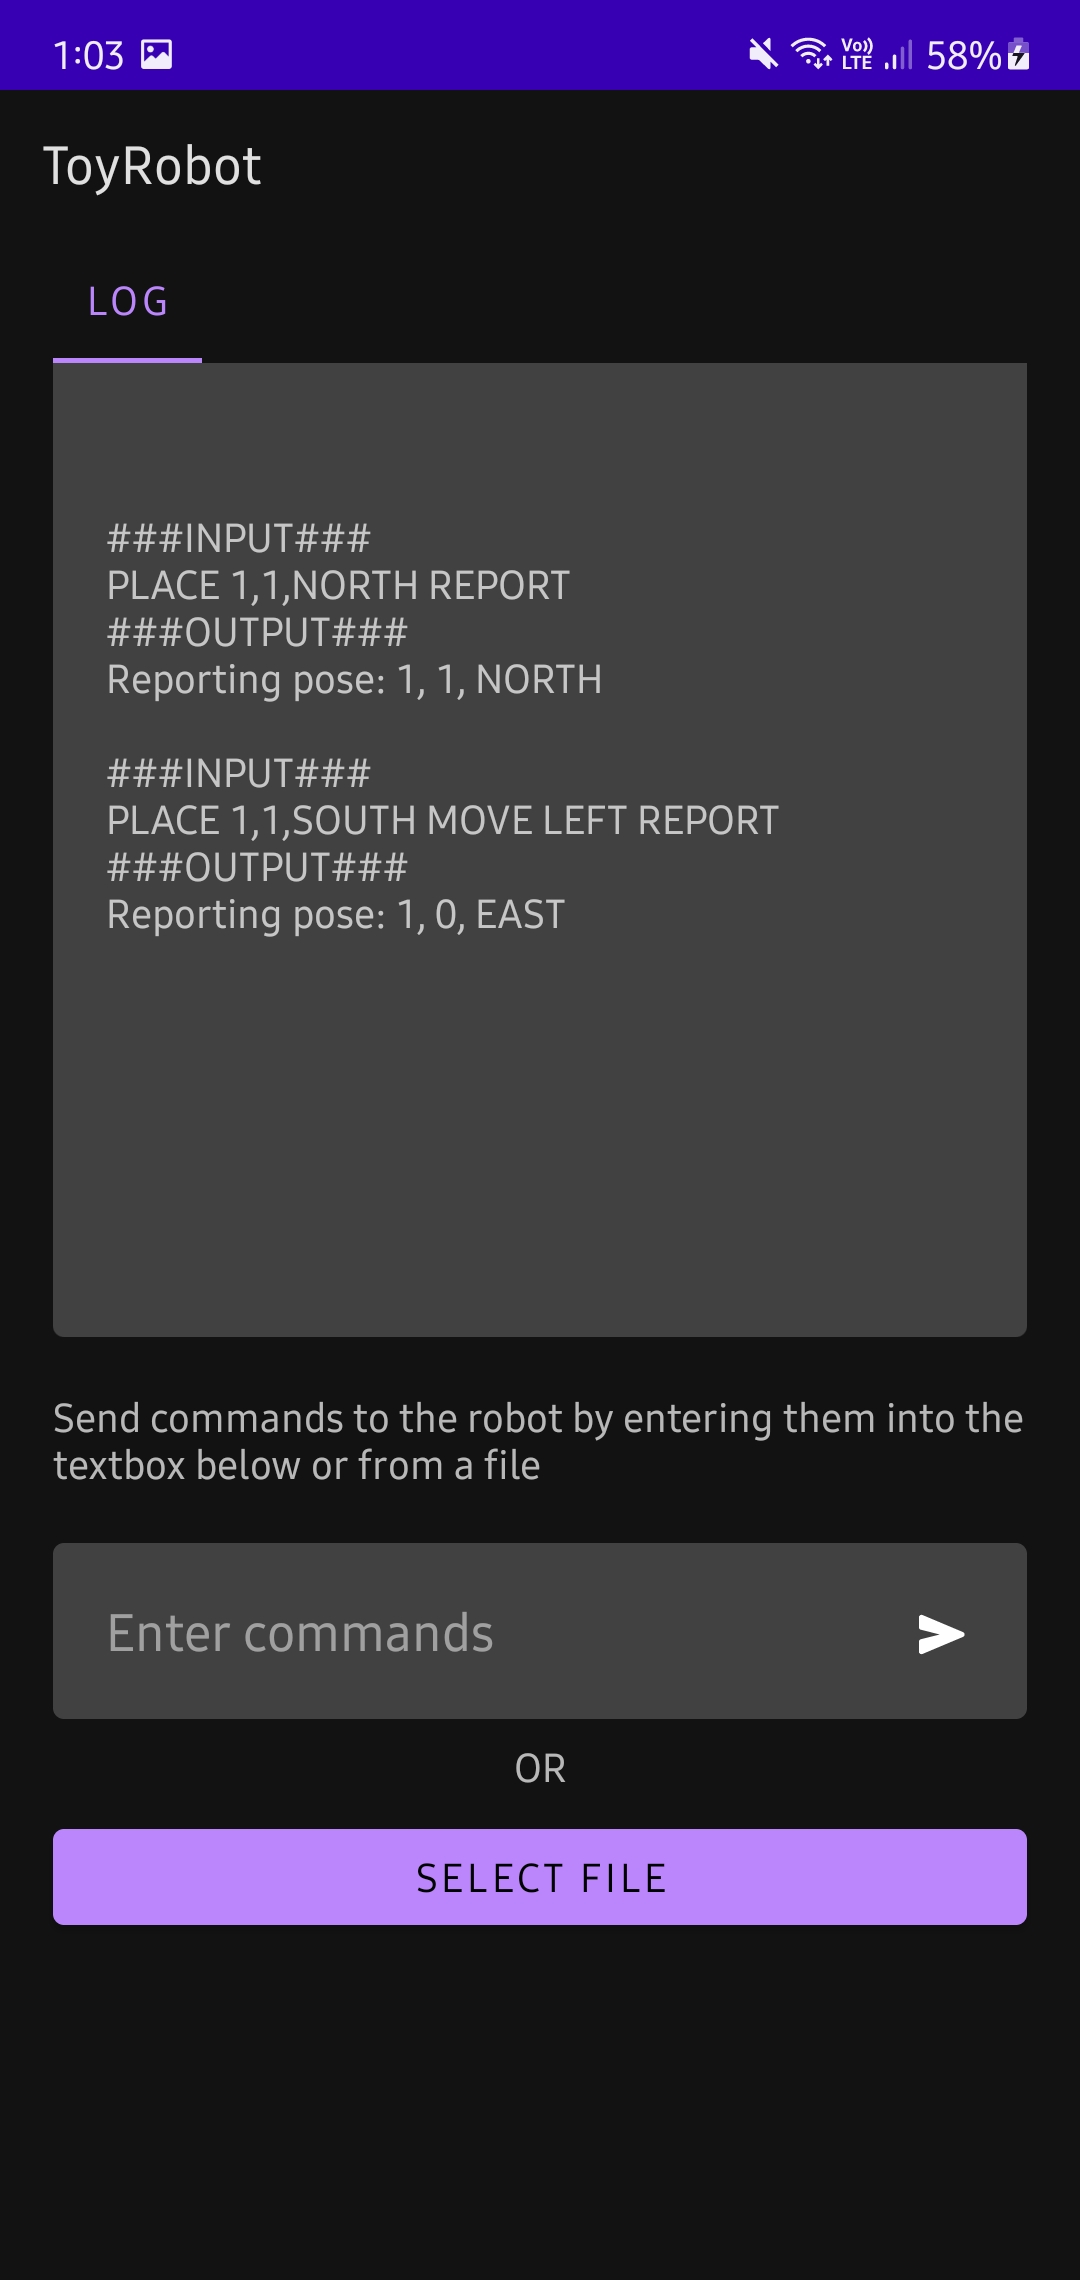 1:03 Vo)) LTE 58%
ToyRobot
LOG
###INPUT###
PLACE 1,1,NORTH REPORT
###OUTPUT###
Reporting pose: 1, 1, NORTH
###INPUT###
PLACE 1,1,SOUTH MOVE LEFT REPORT
###OUTPUT###
Reporting pose: 1, 0, EAST
Send commands to the robot by entering them into the
textbox below or from a file
Enter commands
OR
SELECT FILE